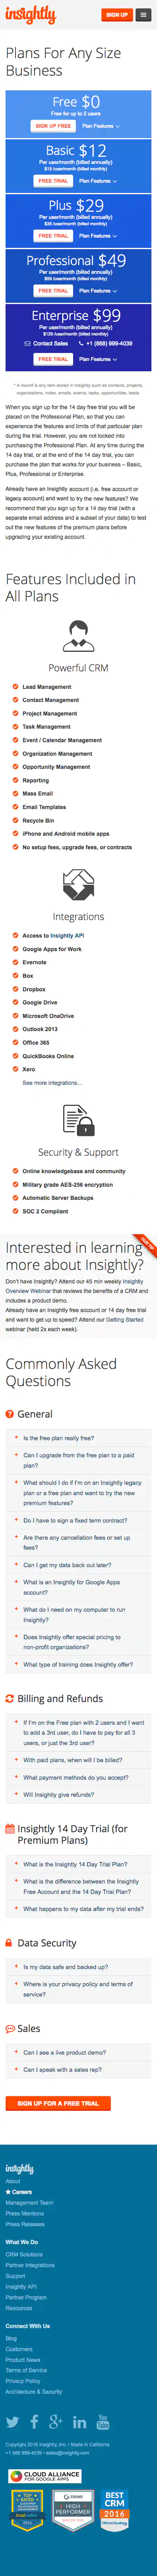 insightly
SIGN UP
Plans For Any Size
Business
Free $0
Free for up to 2 users
SIGN UP FREE Plan Features
Basic $12
Per user/month (billed annually)
$15 (user/month (billed monthly)
FREE TRIAL Plan Features
Plus $29
Per user/month (billed annually)
$35 (user/month (billed monthly)
FREE TRIAL Plan Features
Professional $49
Per user/month (billed annually)
FREE TRIAL Plan Features
Enterprise $99
Per user/month (billed annually)
Contact Sales +1 (888) 999-4039
FREE TRIAL Plan Features
* A record is any item stored in Insightly such as contacts, projects,
organizations, notes, emails, events, tasks, opportunities, leads.
When you sign up for the 14 day free trial you will be
placed on the Professional Plan, so that you can
experience the features and limits of that particular plan
during the trial. However, you are not locked into
purchasing the Professional Plan. At any time during the
14 day trial, or at the end of the 14 day trial, you can
purchase the plan that works for your business – Basic,
Plus, Professional or Enterprise.
Already have an Insightly account (i.e. free account or
legacy account) and want to try the new features? We
recommend that you sign up for a 14 day trial (with a
separate email address and a subset of your data) to test
out the new features of the premium plans before
upgrading your existing account.
Features Included in
All Plans
Powerful CRM
Lead Management
Contact Management
Project Management
Task Management
Event / Calendar Management
Organization Management
Opportunity Management
Reporting
Mass Email
Email Templates
Recycle Bin
iPhone and Android mobile apps
No setup fees, upgrade fees, or contracts
Integrations
Access to Insightly API
Google Apps for Work
Evernote
Box
Dropbox
Google Drive
Microsoft OneDrive
Outlook 2013
Office 365
QuickBooks Online
Xero
See more integrations...
Security & Support
Online knowledgebase and community
Military grade AES-256 encryption
Automatic Server Backups
SOC 2 Compliant
Interested in learning
more about Insightly?
Don't have Insightly? Attend our 45 min weekly Insightly
Overview Webinar that reviews the benefits of a CRM and
includes a product demo.
Already have an Insightly free account or 14 day free trial
and want to get up to speed? Attend our Getting Started
webinar (held 2x each week).
Commonly Asked
Questions
General
Is the free plan really free?
Can I upgrade from the free plan to a paid
plan?
What should I do if I'm on an Insightly legacy
plan or a free plan and want to try the new
premium features?
Do I have to sign a fixed term contract?
Are there any cancellation fees or set up
fees?
Can I get my data back out later?
What is an Insightly for Google Apps
account?
What do I need on my computer to run
Insightly?
Does Insightly offer special pricing to
non-profit organizations?
What type of training does Insightly offer?
Billing and Refunds
If I'm on the Free plan with 2 users and I want
to add a 3rd user, do I have to pay for all 3
users, or just the 3rd user?
With paid plans, when will I be billed?
What payment methods do you accept?
Will Insightly give refunds?
Insightly 14 Day Trial (for
Premium Plans)
What is the Insightly 14 Day Trial Plan?
What is the difference between the Insightly
Free Account and the 14 Day Trial Plan?
What happens to my data after my trial ends?
Data Security
Is my data safe and backed up?
Where is your privacy policy and terms of
service?
Sales
Can I see a live product demo?
Can I speak with a sales rep?
SIGN UP FOR A FREE TRIAL
insightly
About
Careers
Management Team
Press Mentions
Press Releases
What We Do
CRM Solutions
Partner Integrations
Support
Insightly API
Partner Program
Resources
Connect With Us
Blog
Customers
Product News
Terms of Service
Privacy Policy
Architecture & Security
Copyright 2016 Insightly, Inc. • Made in California
+1 888 999-4039 • sales@insightly.com
CLOUD ALLIANCE
FOR GOOGLE APPS
TOP
RATED
trustradius
2016
CROWD
HIGH
PERFORMER
BEST
CRM
2016